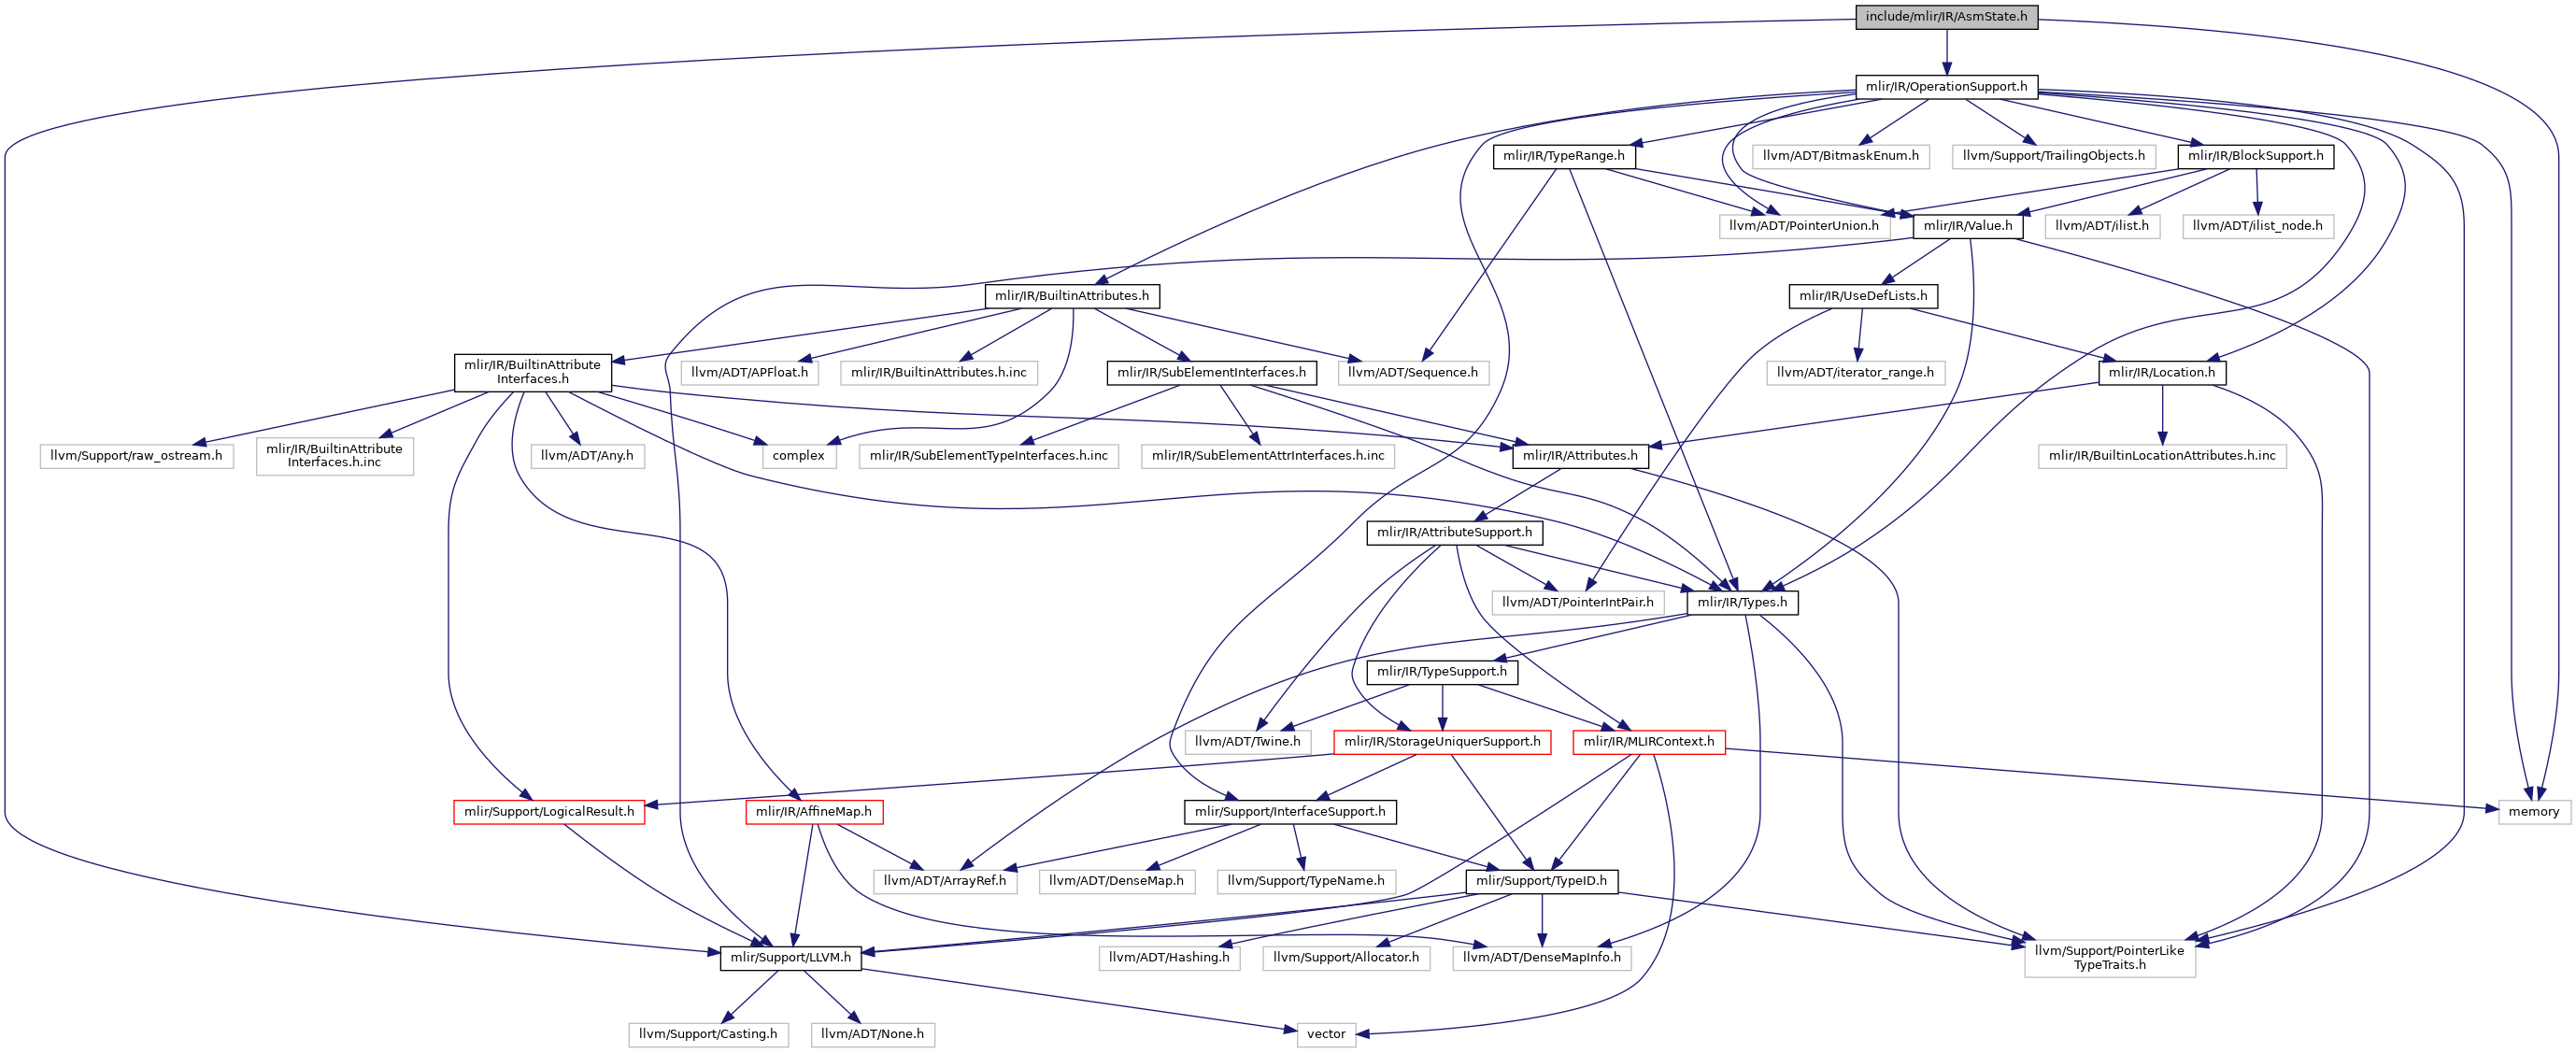 include/mlir/IR/AsmState.h
mlir/IR/OperationSupport.h
mlir/IR/TypeRange.h
llvm/ADT/BitmaskEnum.h
llvm/Support/TrailingObjects.h
mlir/IR/BlockSupport.h
llvm/ADT/PointerUnion.h
mlir/IR/Value.h
llvm/ADT/ilist.h
llvm/ADT/ilist_node.h
mlir/IR/BuiltinAttributes.h
mlir/IR/UseDefLists.h
mlir/IR/BuiltinAttribute
Interfaces.h
llvm/ADT/APFloat.h
mlir/IR/BuiltinAttributes.h.inc
mlir/IR/SubElementInterfaces.h
llvm/ADT/Sequence.h
llvm/ADT/iterator_range.h
mlir/IR/Location.h
llvm/Support/raw_ostream.h
mlir/IR/BuiltinAttribute
Interfaces.h.inc
llvm/ADT/Any.h
complex
mlir/IR/SubElementTypeInterfaces.h.inc
mlir/IR/SubElementAttrInterfaces.h.inc
mlir/IR/Attributes.h
mlir/IR/BuiltinLocationAttributes.h.inc
mlir/IR/AttributeSupport.h
llvm/ADT/PointerIntPair.h
mlir/IR/Types.h
mlir/IR/TypeSupport.h
llvm/ADT/Twine.h
mlir/IR/StorageUniquerSupport.h
mlir/IR/MLIRContext.h
mlir/Support/LogicalResult.h
mlir/IR/AffineMap.h
mlir/Support/InterfaceSupport.h
memory
llvm/ADT/ArrayRef.h
llvm/ADT/DenseMap.h
llvm/Support/TypeName.h
mlir/Support/TypeID.h
mlir/Support/LLVM.h
llvm/ADT/Hashing.h
llvm/Support/Allocator.h
llvm/ADT/DenseMapInfo.h
llvm/Support/PointerLike
TypeTraits.h
llvm/Support/Casting.h
llvm/ADT/None.h
vector